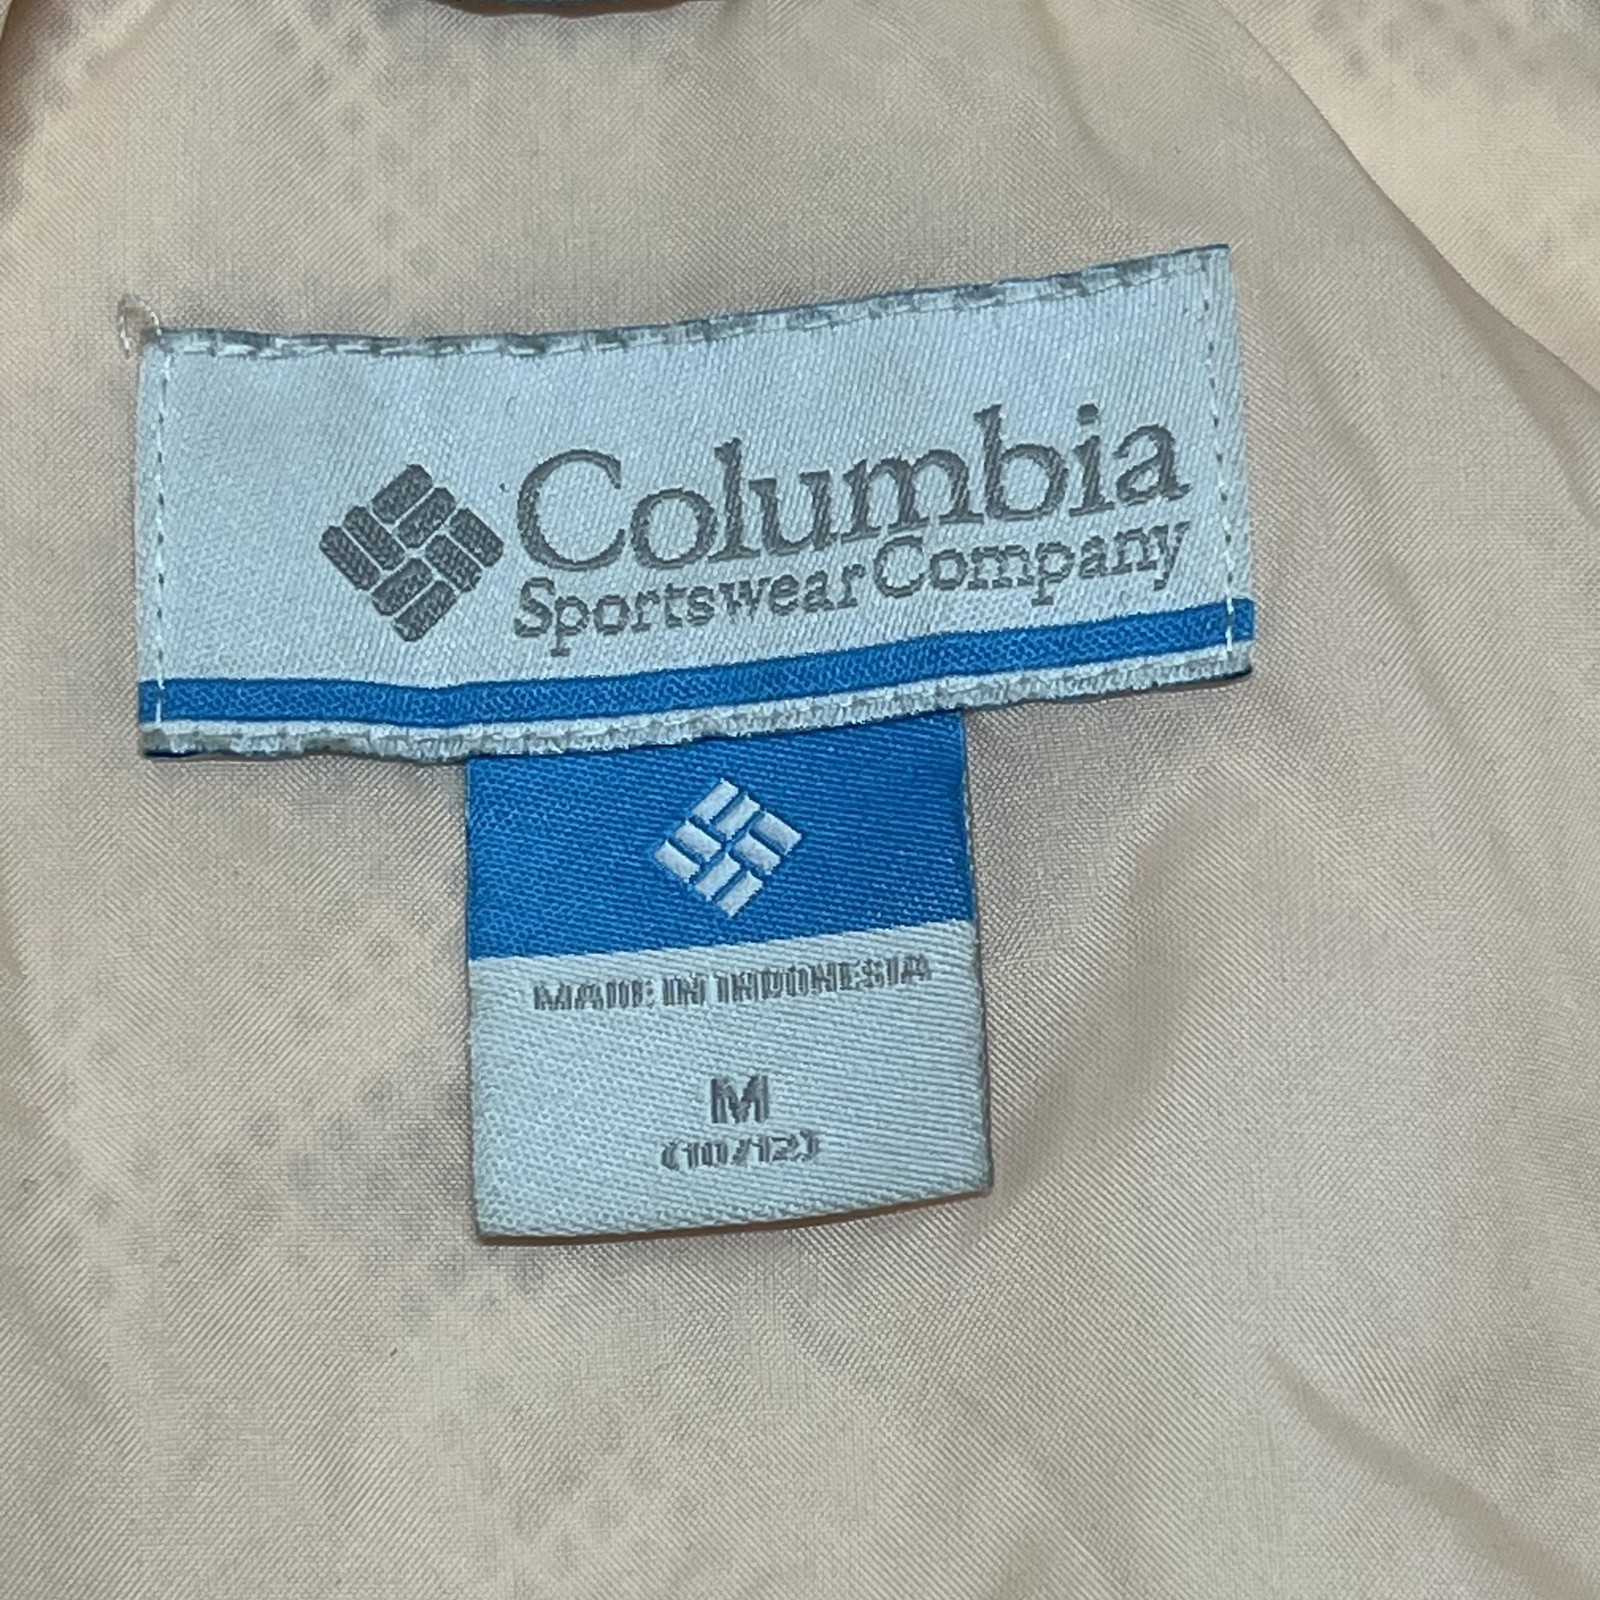 Columbia
Sportswear Company
MADE IN INDONESIA
M
(10/12)